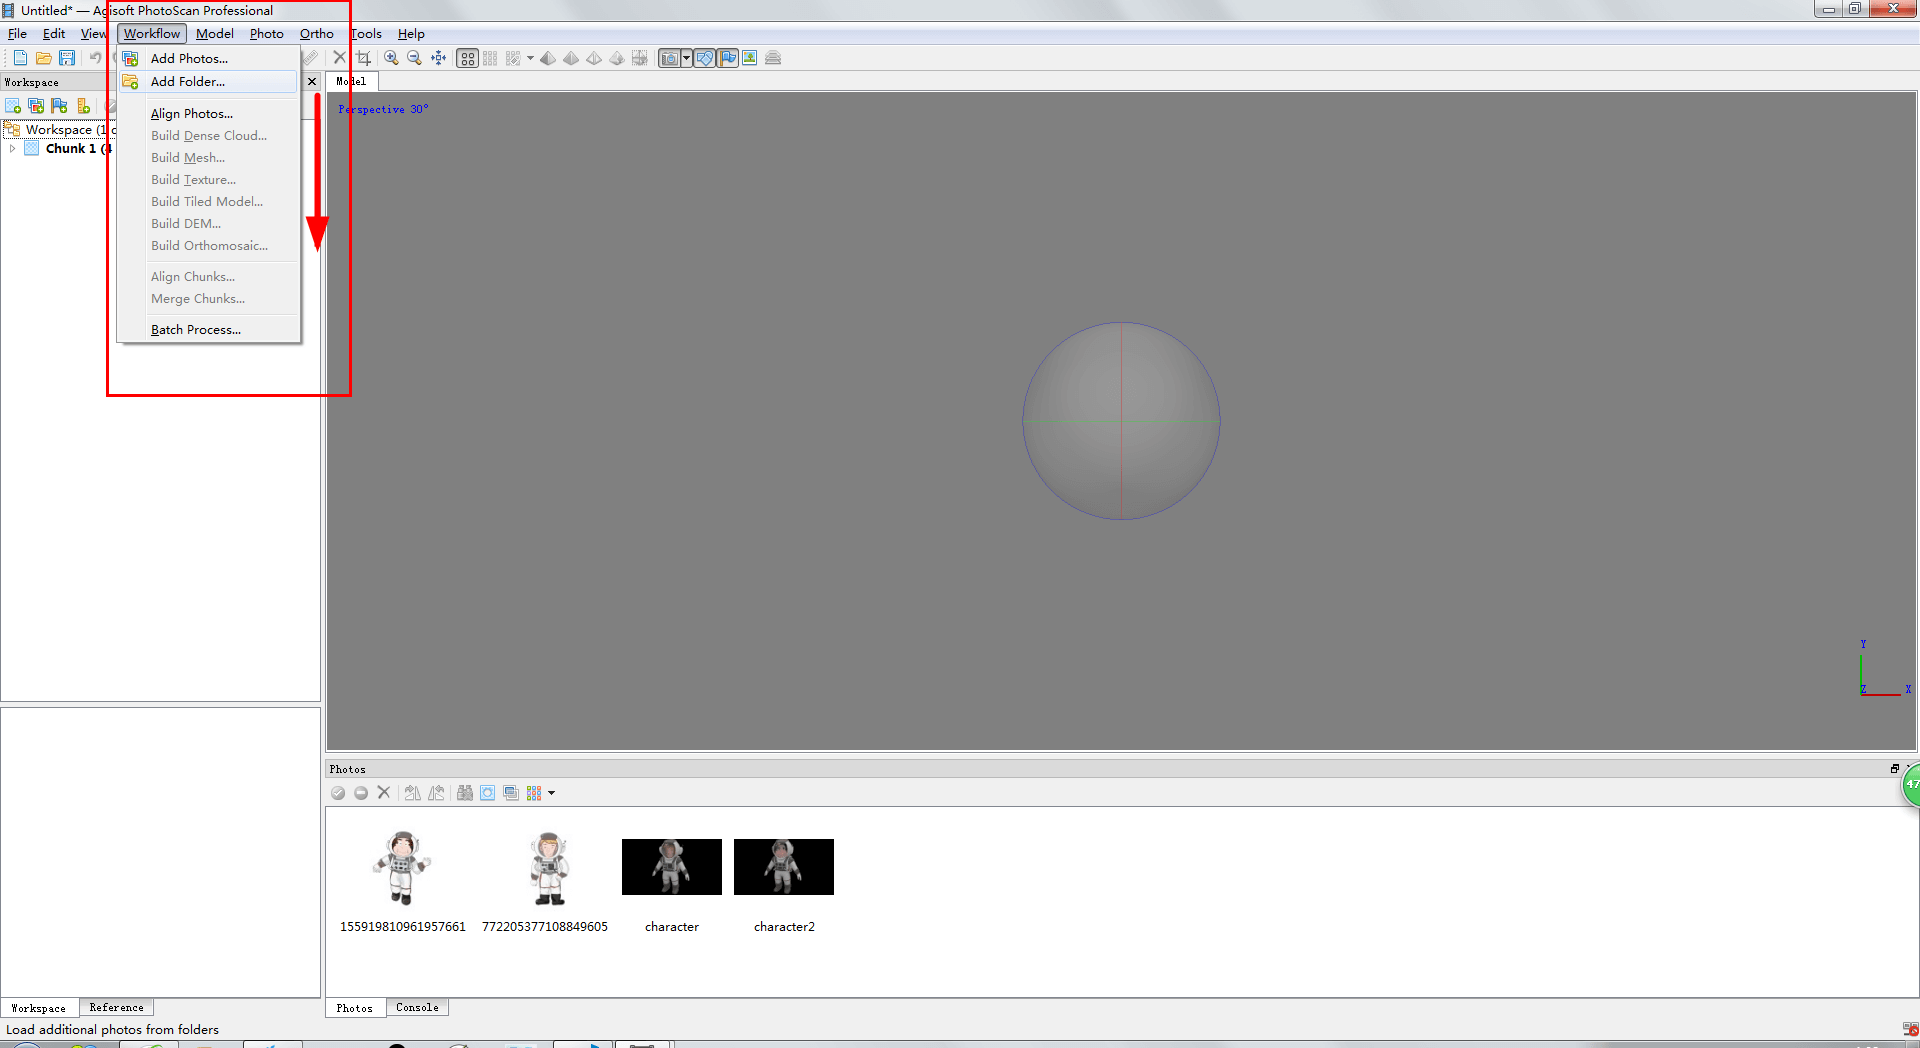 Untitled* — Agisoft PhotoScan Professional
File Edit View Workflow Model Photo Ortho Tools Help
Add Photos...
Add Folder...
Align Photos...
Build Dense Cloud...
Build Mesh...
Build Texture...
Build Tiled Model...
Build DEM...
Build Orthomosaic...
Align Chunks...
Merge Chunks...
Batch Process...
Workspace
Workspace (1 c
Chunk 1 (4
Model
Perspective 30°
Y
Z X
Photos
47
155919810961957661 772205377108849605 character character2
Workspace Reference Photos Console
Load additional photos from folders